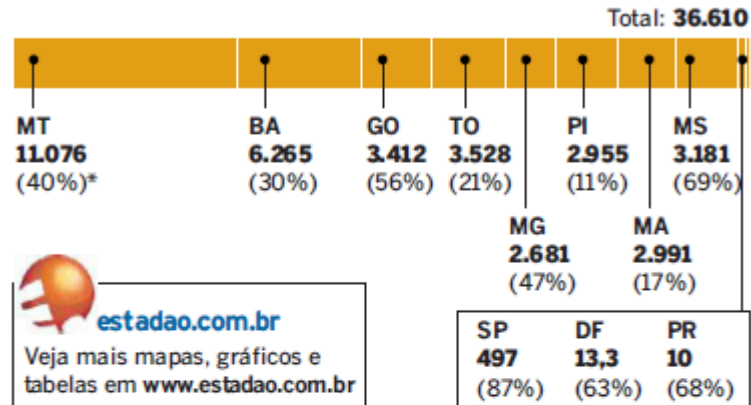 Total: 36.610
MT
11.076
(40%)*
BA
6.265
(30%)
GO
3.412
(56%)
TO
3.528
(21%)
PI
2.955
(11%)
MS
3.181
(69%)
MG
2.681
(47%)
MA
2.991
(17%)
estadao.com.br
Veja mais mapas, gráficos e
tabelas em www.estadao.com.br
SP
497
(87%)
DF
13,3
(63%)
PR
10
(68%)